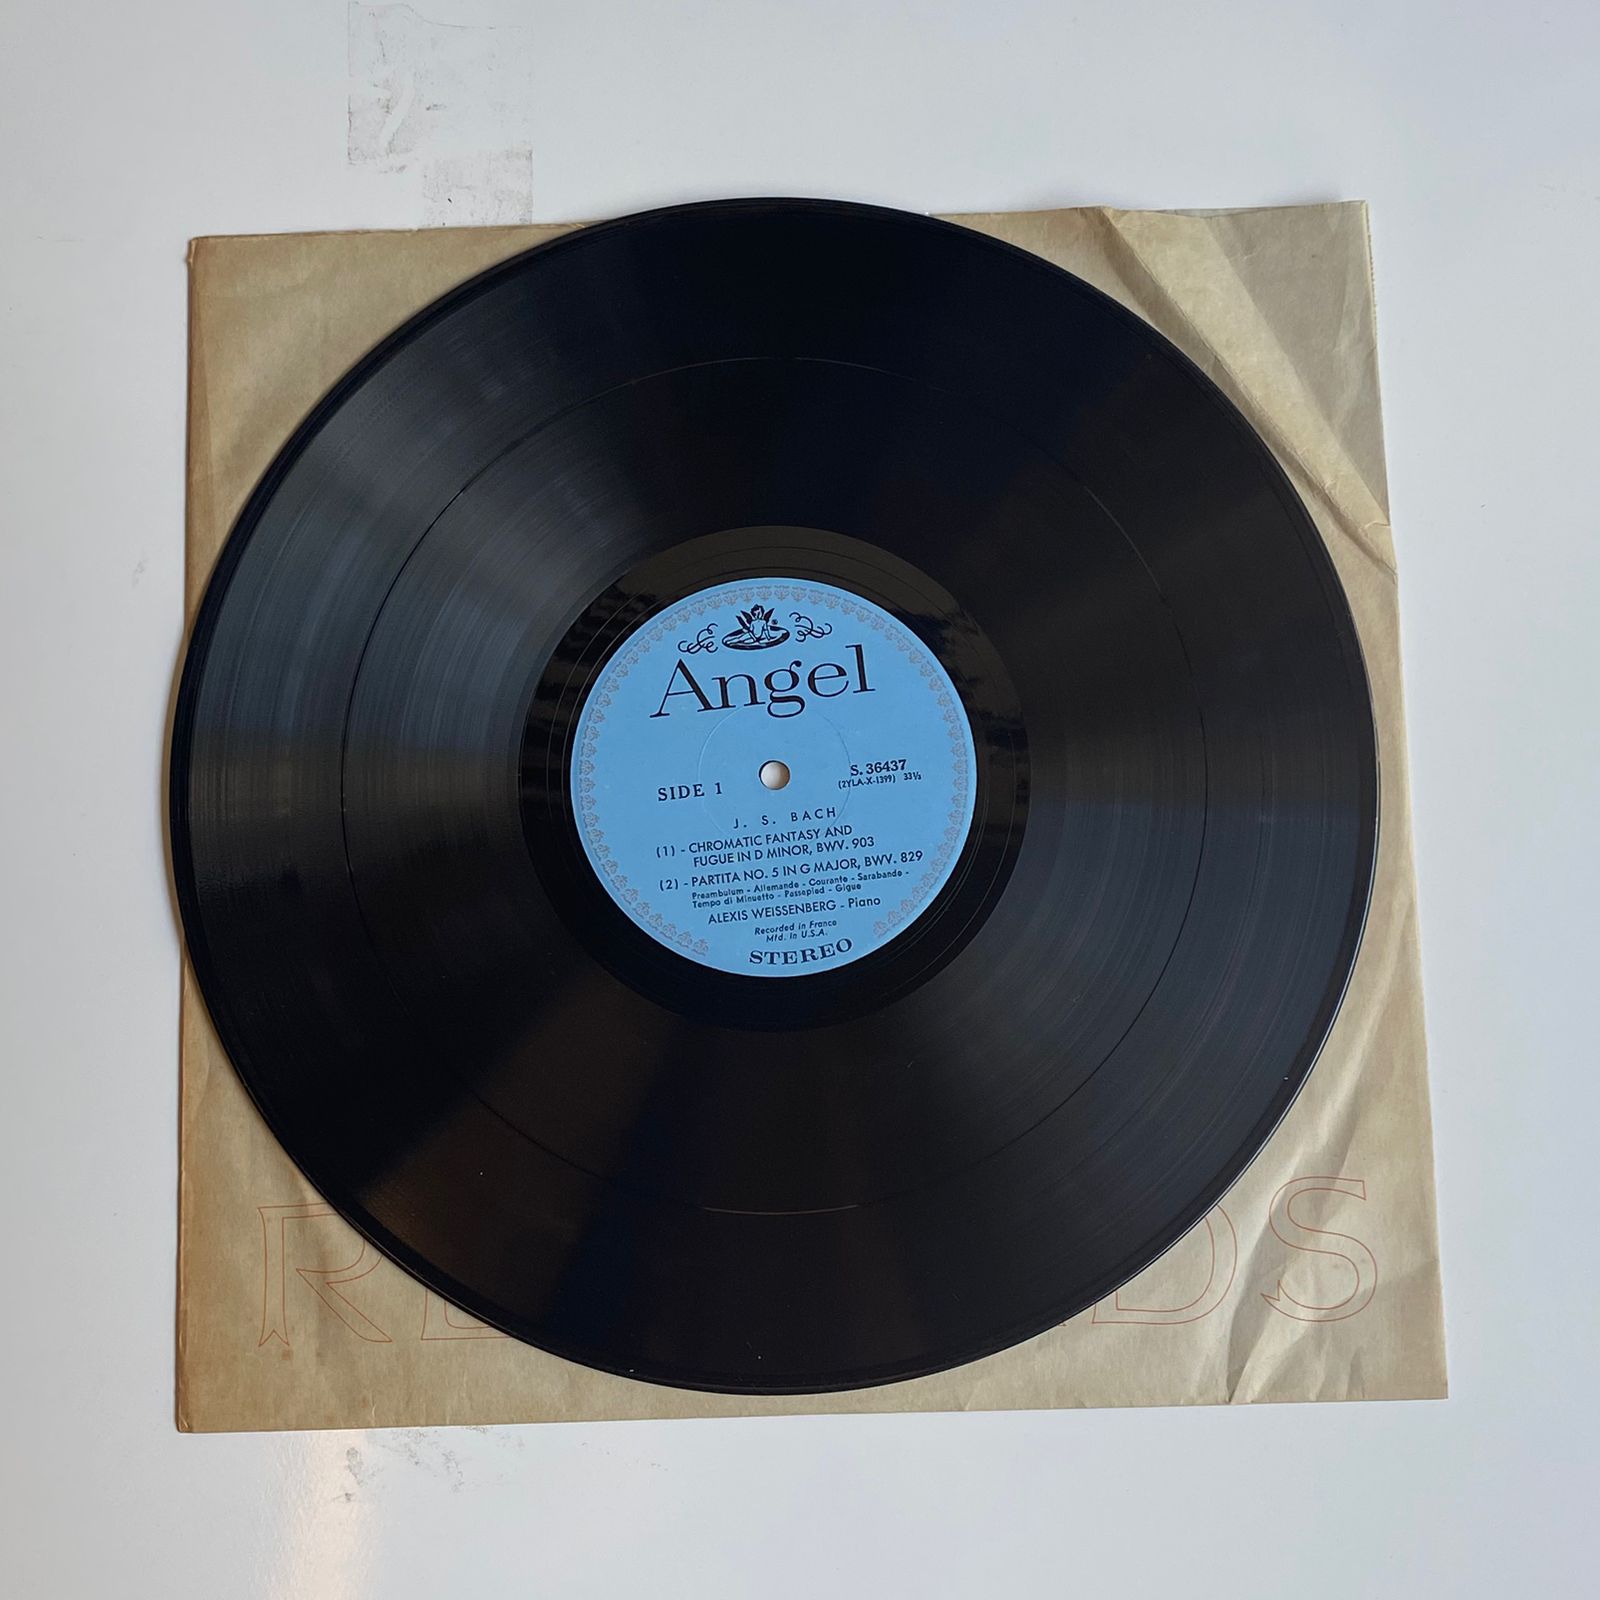 Angel
SIDE 1
S. 36437
(2YLA-X-1399) 33⅓
J. S. BACH
(1) - CHROMATIC FANTASY AND
FUGUE IN D MINOR, BWV. 903
(2) - PARTITA NO. 5 IN G MAJOR, BWV. 829
Preambulum - Allemande - Courante - Sarabande -
Tempo di Minuetto - Passepied - Gigue
ALEXIS WEISSENBERG - Piano
Recorded in France
Mfd. in U.S.A.
STEREO